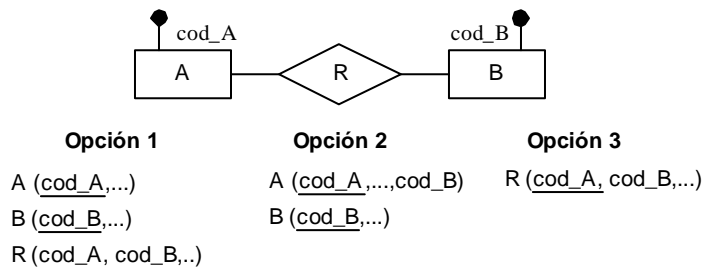 cod_A
cod_B
A
R
B
Opción 1
Opción 2
Opción 3
A (cod_A,...)
A (cod_A,...,cod_B)
R (cod_A, cod_B,...)
B (cod_B,...)
B (cod_B,...)
R (cod_A, cod_B,..)